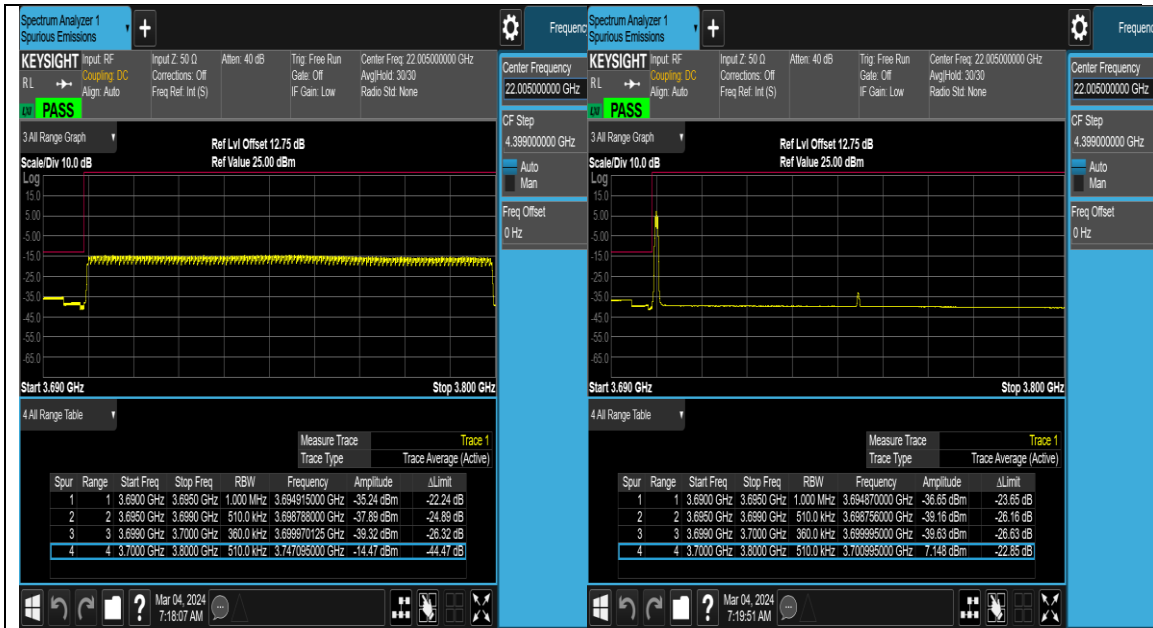 Spectrum Analyzer 1
Spurious Emissions
+
Frequenc
KEYSIGHT
RL
Input: RF
Coupling: DC
Align: Auto
Input Z: 50 Ω
Corrections: Off
Freq Ref: Int (S)
Atten: 40 dB
Trig: Free Run
Gate: Off
IF Gain: Low
Center Freq: 22.005000000 GHz
Avg|Hold: 30/30
Radio Std: None
LXI PASS
Center Frequency
22.005000000 GHz
CF Step
4.399000000 GHz
Auto
Man
Freq Offset
0 Hz
3 All Range Graph
Ref Lvl Offset 12.75 dB
Scale/Div 10.0 dB
Ref Value 25.00 dBm
Log
15.0
5.00
-5.00
-15.0
-25.0
-35.0
-45.0
-55.0
-65.0
Start 3.690 GHz
Stop 3.800 GHz
4 All Range Table
Measure Trace Trace 1
Trace Type Trace Average (Active)
Spur Range Start Freq Stop Freq RBW Frequency Amplitude ΔLimit
1 1 3.6900 GHz 3.6950 GHz 1.000 MHz 3.694915000 GHz -35.24 dBm -22.24 dB
2 2 3.6950 GHz 3.6990 GHz 510.0 kHz 3.698788000 GHz -37.89 dBm -24.89 dB
3 3 3.6990 GHz 3.7000 GHz 360.0 kHz 3.699970125 GHz -39.32 dBm -26.32 dB
4 4 3.7000 GHz 3.8000 GHz 510.0 kHz 3.747095000 GHz -14.47 dBm -44.47 dB
?
Mar 04, 2024
7:18:07 AM
Spectrum Analyzer 1
Spurious Emissions
+
Frequenc
KEYSIGHT
RL
Input: RF
Coupling: DC
Align: Auto
Input Z: 50 Ω
Corrections: Off
Freq Ref: Int (S)
Atten: 40 dB
Trig: Free Run
Gate: Off
IF Gain: Low
Center Freq: 22.005000000 GHz
Avg|Hold: 30/30
Radio Std: None
LXI PASS
Center Frequency
22.005000000 GHz
CF Step
4.399000000 GHz
Auto
Man
Freq Offset
0 Hz
3 All Range Graph
Ref Lvl Offset 12.75 dB
Scale/Div 10.0 dB
Ref Value 25.00 dBm
Log
15.0
5.00
-5.00
-15.0
-25.0
-35.0
-45.0
-55.0
-65.0
Start 3.690 GHz
Stop 3.800 GHz
4 All Range Table
Measure Trace Trace 1
Trace Type Trace Average (Active)
Spur Range Start Freq Stop Freq RBW Frequency Amplitude ΔLimit
1 1 3.6900 GHz 3.6950 GHz 1.000 MHz 3.694870000 GHz -36.65 dBm -23.65 dB
2 2 3.6950 GHz 3.6990 GHz 510.0 kHz 3.698756000 GHz -39.16 dBm -26.16 dB
3 3 3.6990 GHz 3.7000 GHz 360.0 kHz 3.699995000 GHz -39.63 dBm -26.63 dB
4 4 3.7000 GHz 3.8000 GHz 510.0 kHz 3.700995000 GHz 7.148 dBm -22.85 dB
?
Mar 04, 2024
7:19:51 AM